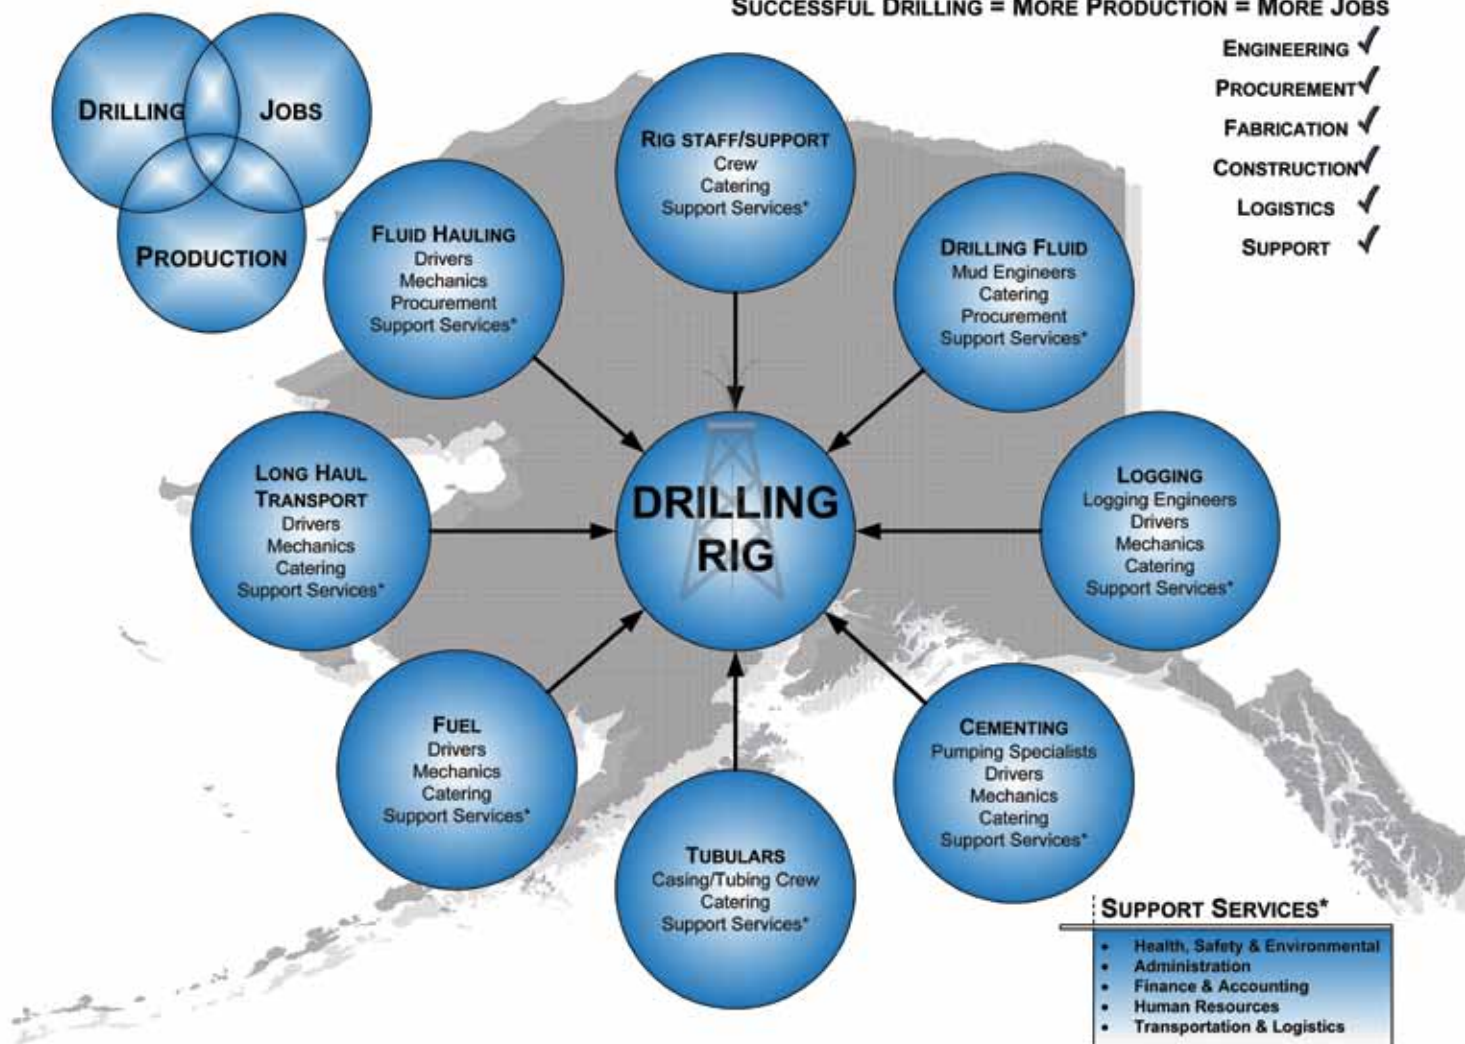 SUCCESSFUL DRILLING = MORE PRODUCTION = MORE JOBS
ENGINEERING ✓
PROCUREMENT ✓
FABRICATION ✓
CONSTRUCTION ✓
LOGISTICS ✓
SUPPORT ✓
DRILLING
JOBS
PRODUCTION
RIG STAFF/SUPPORT
Crew
Catering
Support Services*
FLUID HAULING
Drivers
Mechanics
Procurement
Support Services*
DRILLING FLUID
Mud Engineers
Catering
Procurement
Support Services*
LONG HAUL
TRANSPORT
Drivers
Mechanics
Catering
Support Services*
DRILLING
RIG
LOGGING
Logging Engineers
Drivers
Mechanics
Catering
Support Services*
FUEL
Drivers
Mechanics
Catering
Support Services*
CEMENTING
Pumping Specialists
Drivers
Mechanics
Catering
Support Services*
TUBULARS
Casing/Tubing Crew
Catering
Support Services*
SUPPORT SERVICES*
• Health, Safety & Environmental
• Administration
• Finance & Accounting
• Human Resources
• Transportation & Logistics